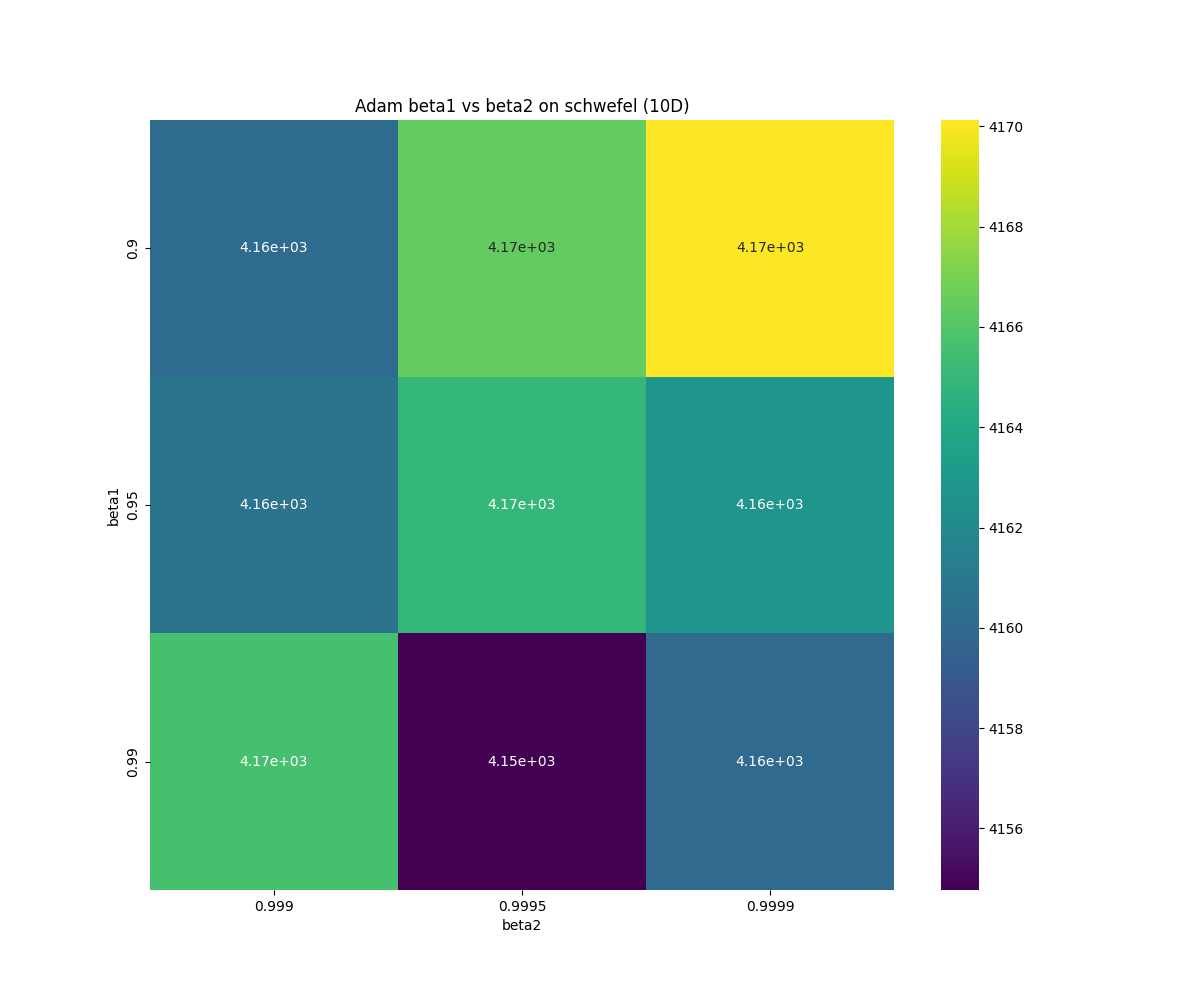 Adam beta1 vs beta2 on schwefel (10D)
4170
4168
4166
4164
4162
4160
4158
4156
0.9
4.16e+03 4.17e+03 4.17e+03
beta1
0.95
4.16e+03 4.17e+03 4.16e+03
0.99
4.17e+03 4.15e+03 4.16e+03
0.999 0.9995 0.9999
beta2